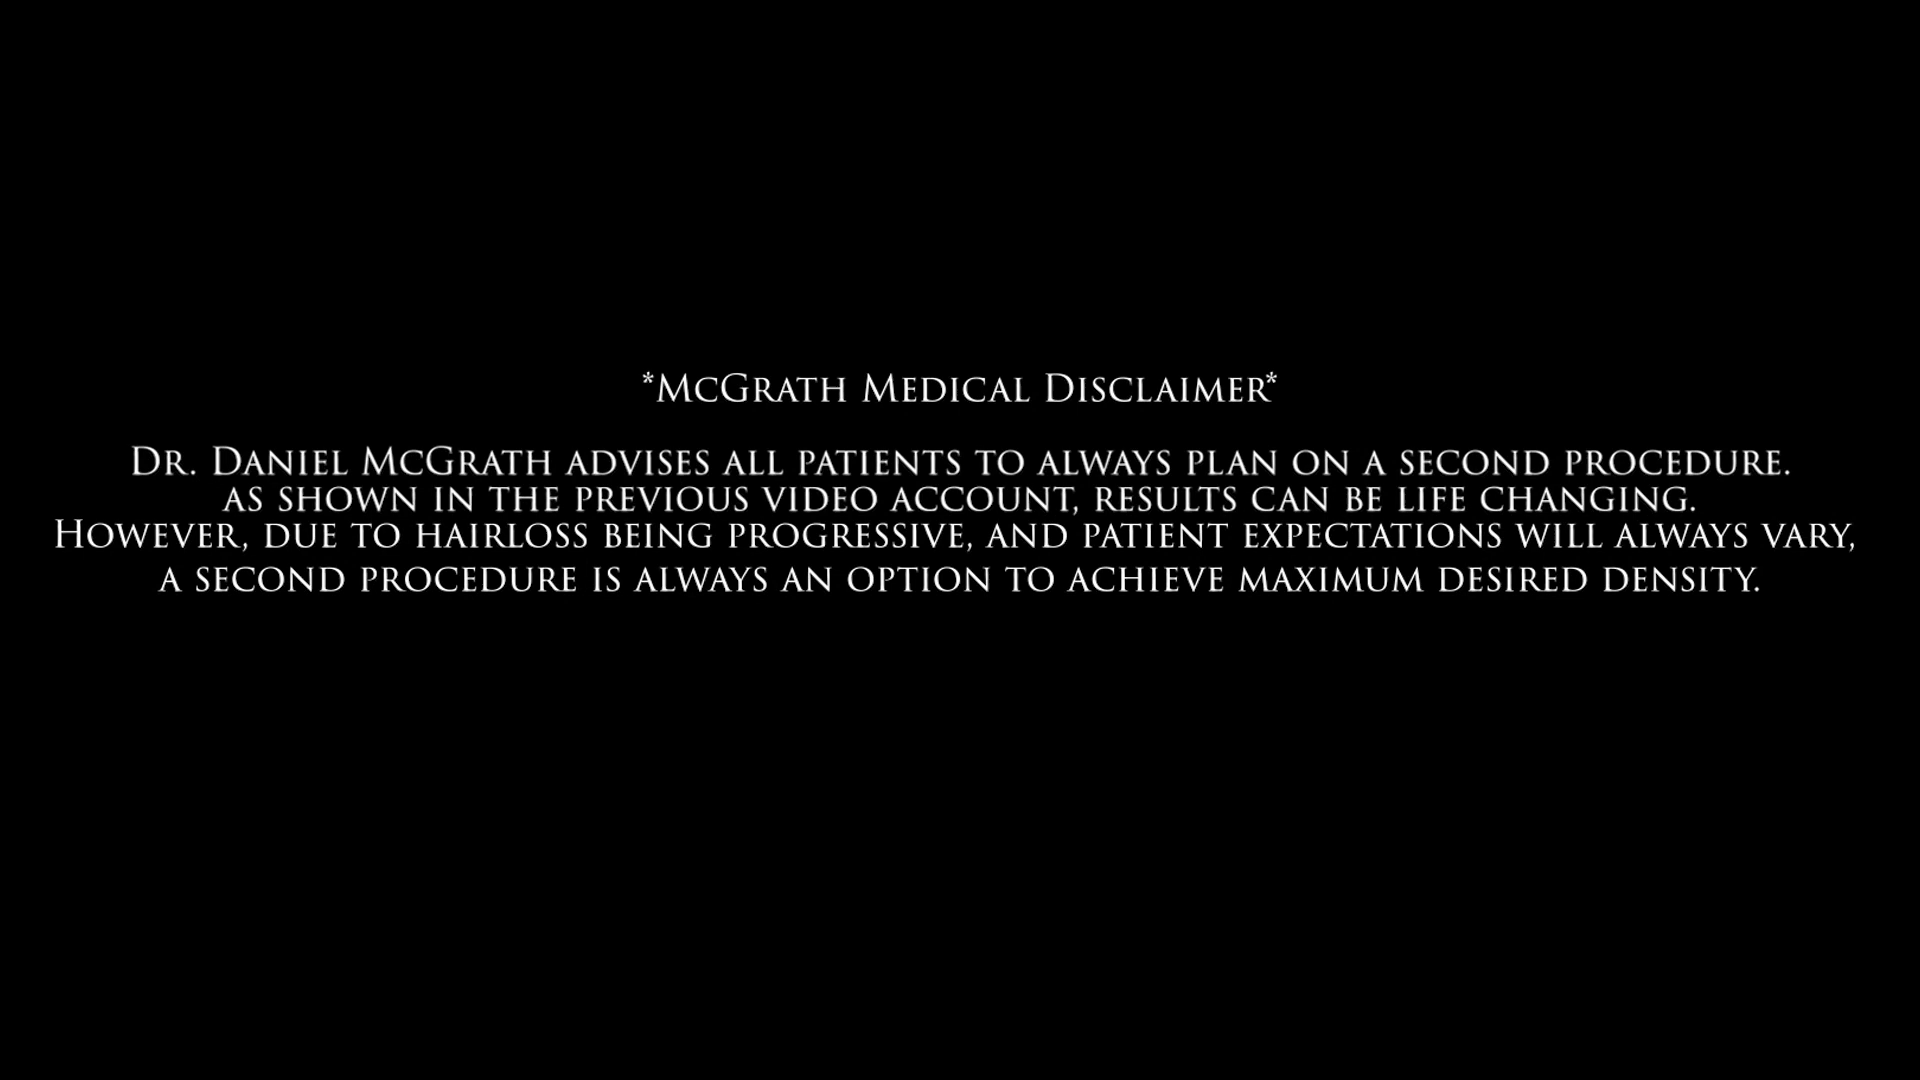 *McGrath Medical Disclaimer*
Dr. Daniel McGrath advises all patients to always plan on a second procedure.
as shown in the previous video account, results can be life changing.
However, due to hairloss being progressive, and patient expectations will always vary,
a second procedure is always an option to achieve maximum desired density.